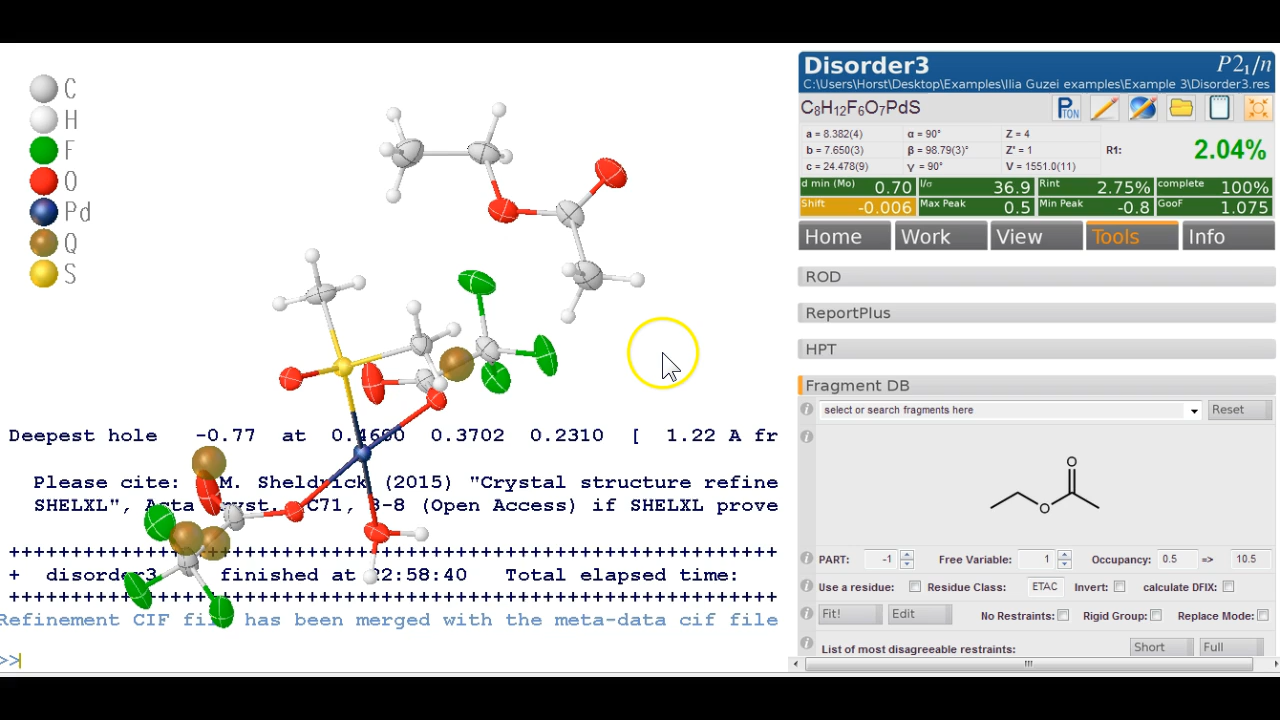 C
H
F
O
Pd
Q
S
Deepest hole -0.77 at 0.4600 0.3702 0.2310 [ 1.22 A fr
Please cite: M. Sheldrick (2015) "Crystal structure refine
SHELXL", Acta Cryst. C71, 3-8 (Open Access) if SHELXL prove
++++++++++++++++++++++++++++++++++++++++++++++++++++++++++++++
+ disorder3 finished at 22:58:40 Total elapsed time:
++++++++++++++++++++++++++++++++++++++++++++++++++++++++++++++
Refinement CIF file has been merged with the meta-data cif file
>>
Disorder3 P2₁/n
C:\Users\Horst\Desktop\Examples\Ilia Guzei examples\Example 3\Disorder3.res
C₈H₁₂F₆O₇PdS PTON
a = 8.382(4) α = 90° Z = 4
b = 7.650(3) β = 98.79(3)° Z' = 1 R1: 2.04%
c = 24.478(9) γ = 90° V = 1551.0(11)
d min (Mo) 0.70 I/σ 36.9 Rint 2.75% complete 100%
Shift -0.006 Max Peak 0.5 Min Peak -0.8 GooF 1.075
Home Work View Tools Info
ROD
ReportPlus
HPT
Fragment DB
select or search fragments here Reset
O
O
PART: -1 Free Variable: 1 Occupancy: 0.5 => 10.5
Use a residue: Residue Class: ETAC Invert: calculate DFIX:
Fit! Edit No Restraints: Rigid Group: Replace Mode:
List of most disagreeable restraints: Short Full